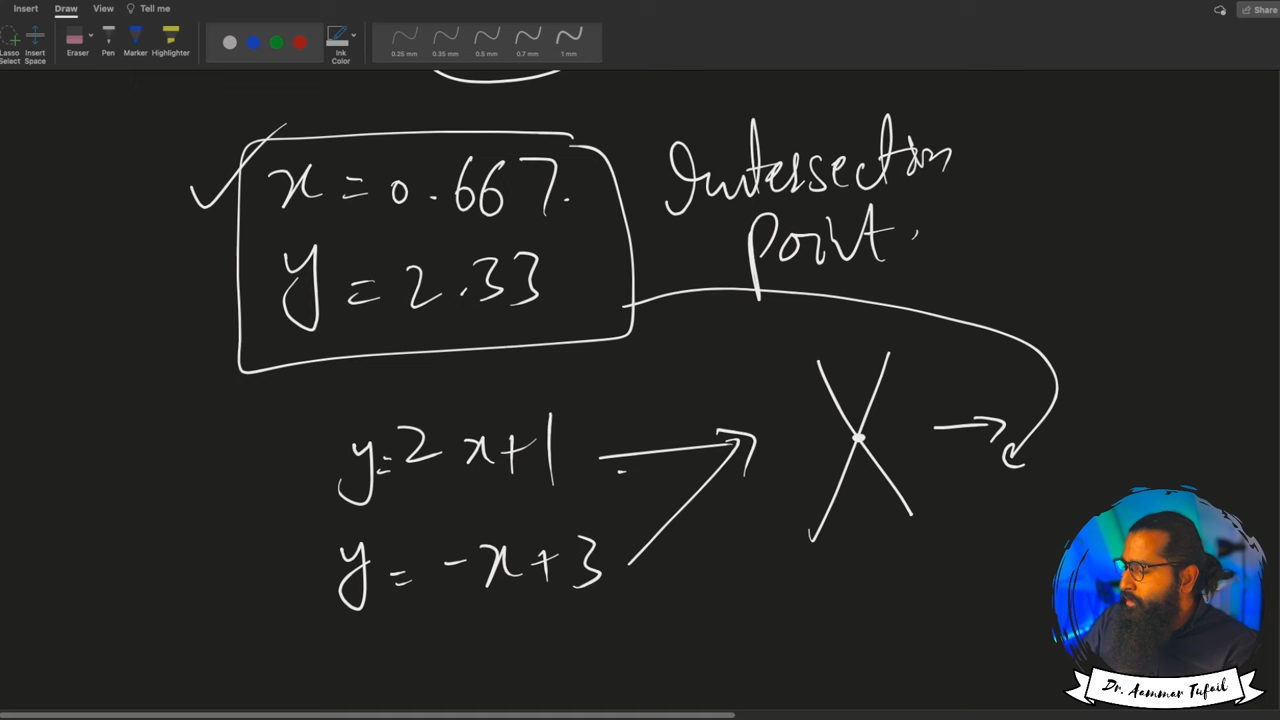 Insert Draw View Tell me
Share
Lasso Select
Insert Space
Eraser
Pen
Marker
Highlighter
Ink Color
0.25 mm
0.35 mm
0.5 mm
0.7 mm
1 mm
x = 0.667.
y = 2.33
Intersection
point.
y = 2x + 1
y = -x + 3
Dr. Aammar Tufail